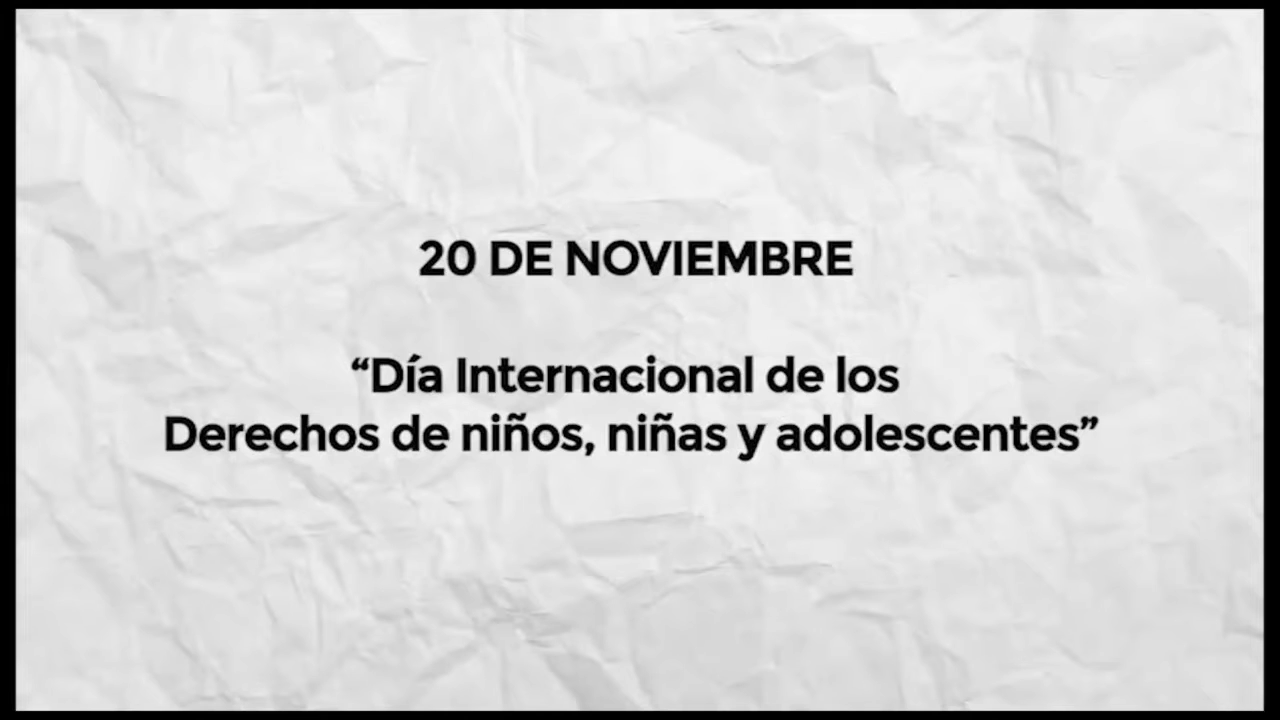 20 DE NOVIEMBRE
“Día Internacional de los
Derechos de niños, niñas y adolescentes”